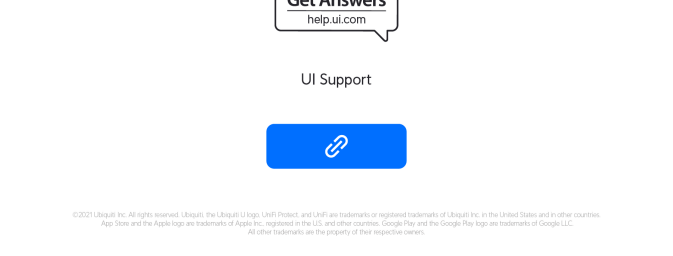 Get Answers
help.ui.com
UI Support
©2021 Ubiquiti Inc. All rights reserved. Ubiquiti, the Ubiquiti U logo, UniFi Protect, and UniFi are trademarks or registered trademarks of Ubiquiti Inc. in the United States and in other countries.
App Store and the Apple logo are trademarks of Apple Inc., registered in the U.S. and other countries. Google Play and the Google Play logo are trademarks of Google LLC.
All other trademarks are the property of their respective owners.